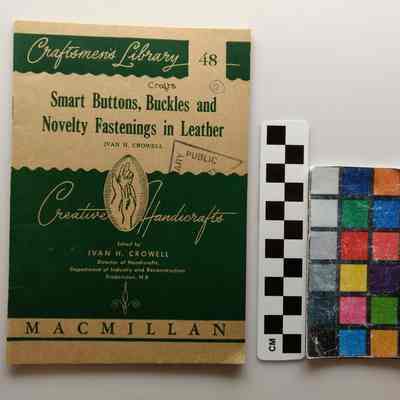 Craftsmen's Library 48
Crafts 2
Smart Buttons, Buckles and
Novelty Fastenings in Leather
IVAN H. CROWELL
PUBLIC
Creative Handicrafts
Edited by
IVAN H. CROWELL
Director of Handicrafts,
Department of Industry and Reconstruction
Fredericton, N.B
MACMILLAN
CM